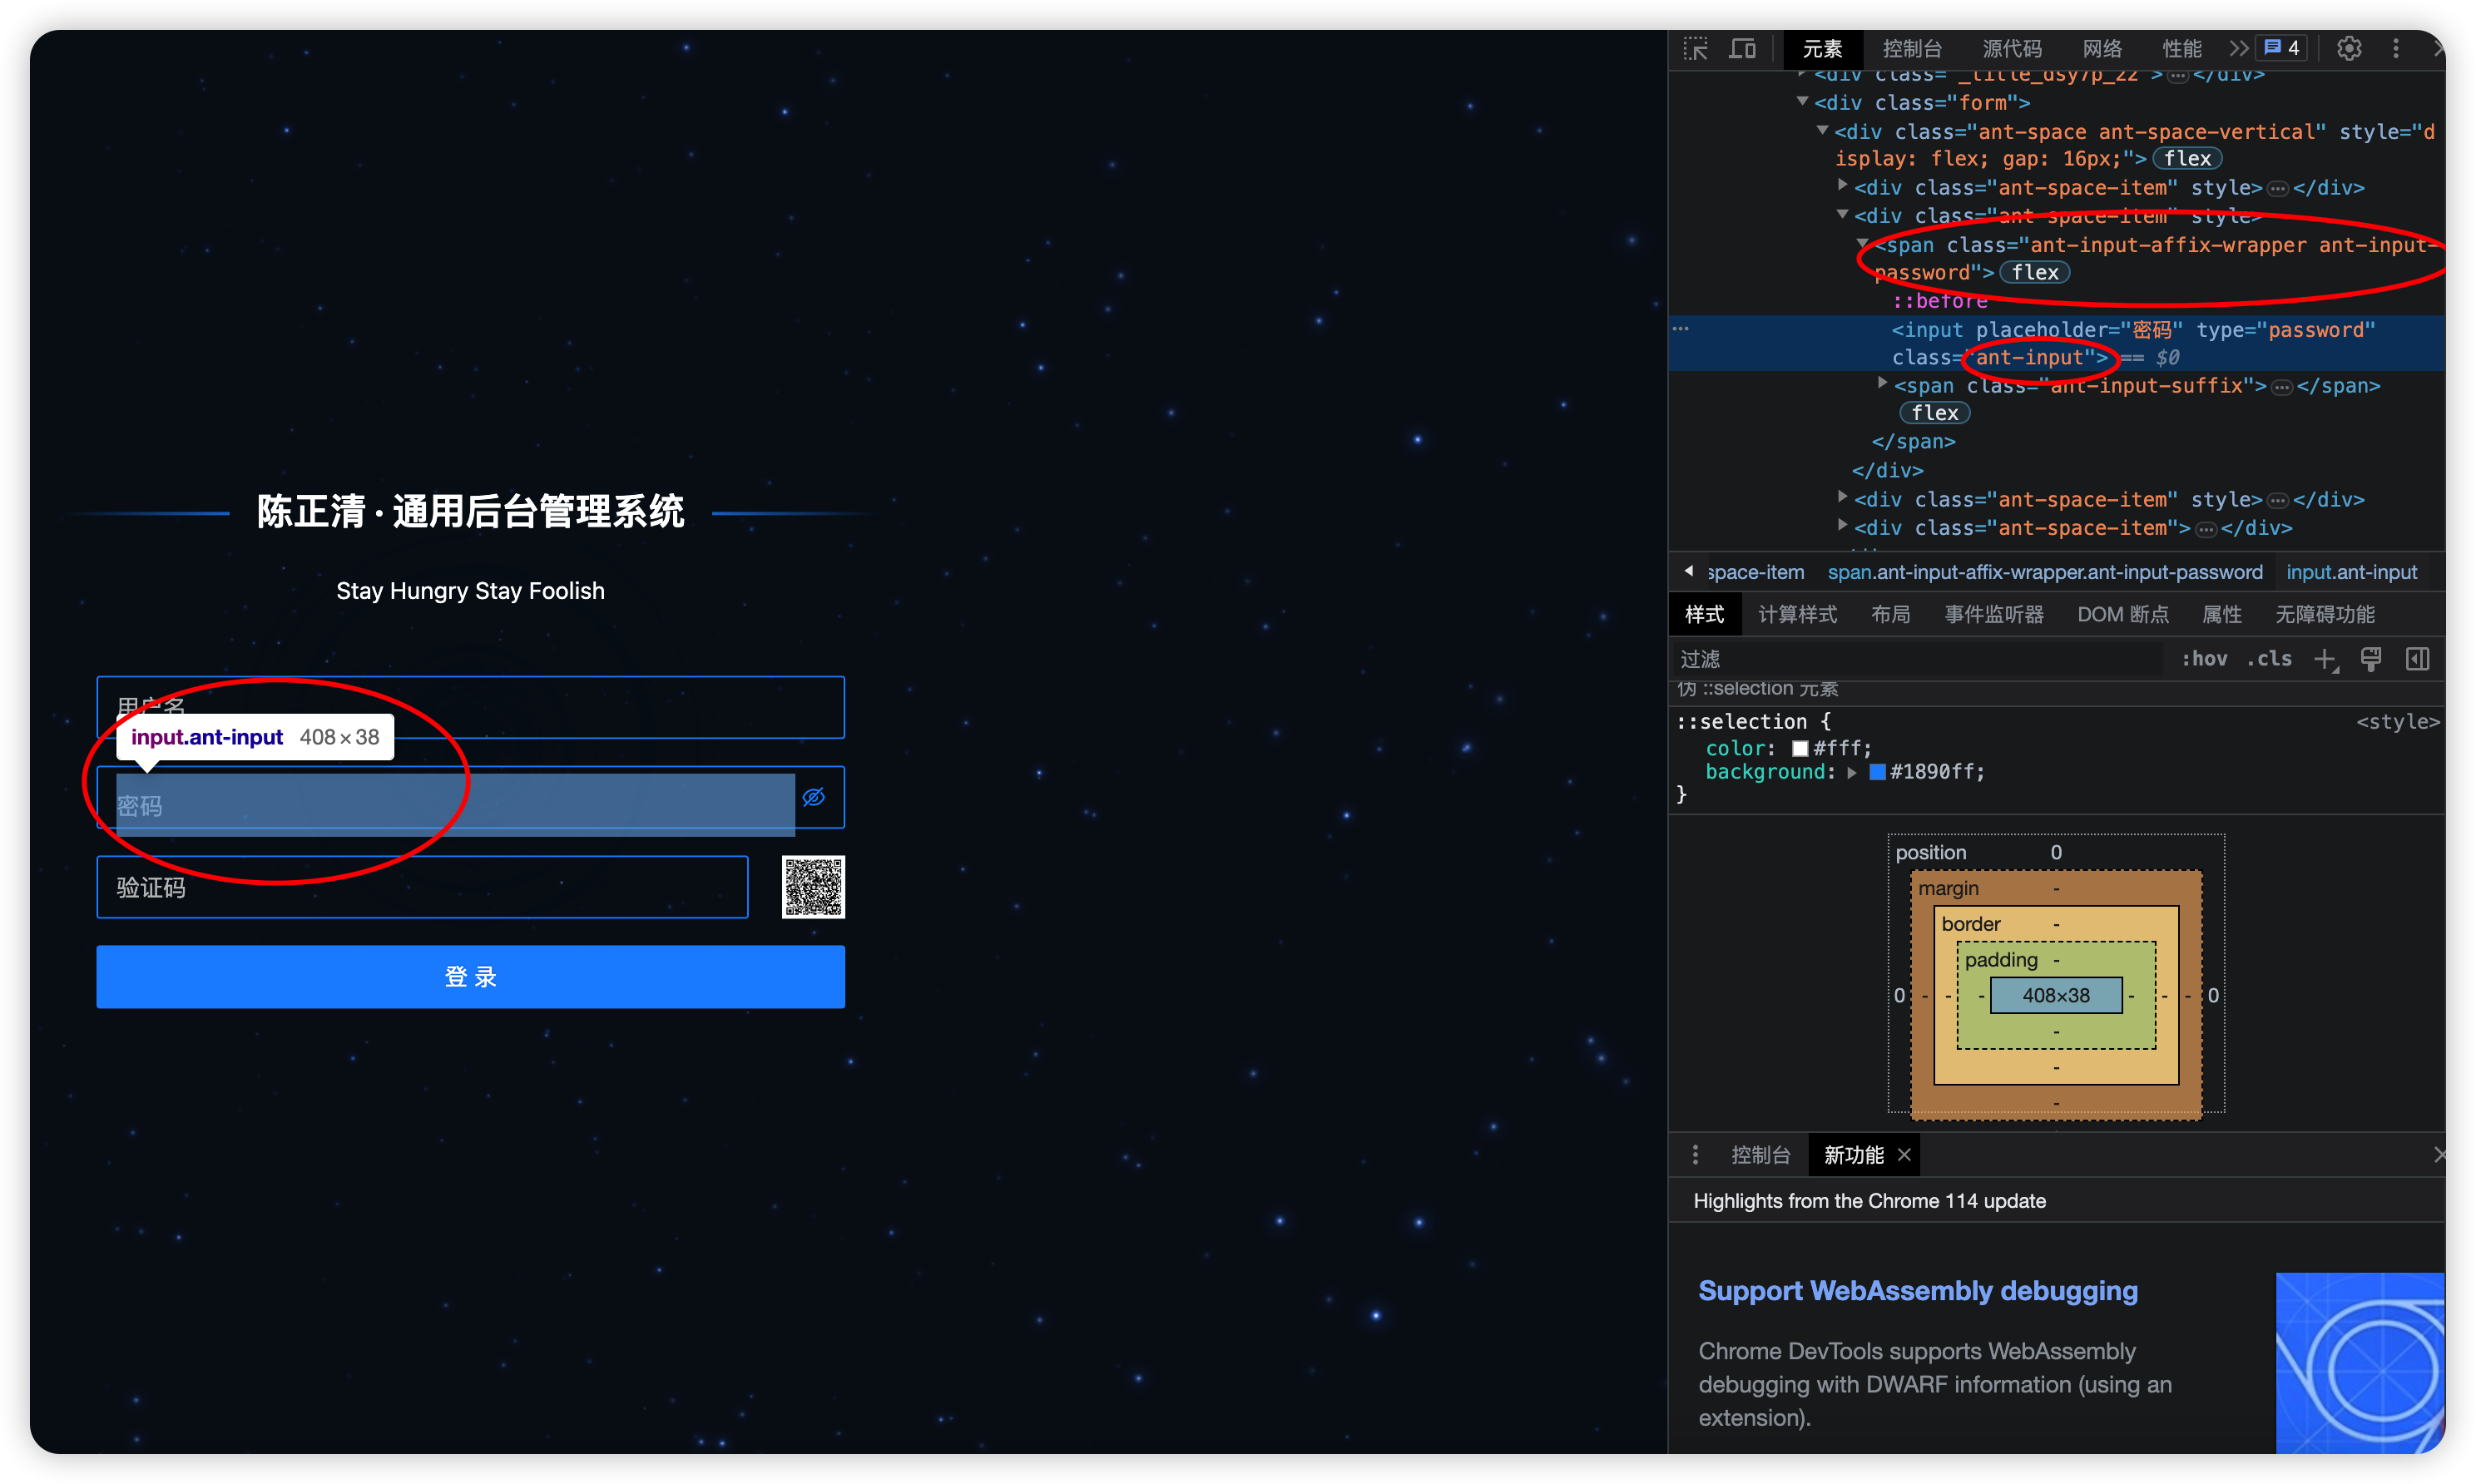 陈正清 · 通用后台管理系统
Stay Hungry Stay Foolish
用户名
input.ant-input 408 × 38
密码
验证码
登 录
元素 控制台 源代码 网络 性能 4
<div class="_title_dsy7p_22"> </div>
<div class="form">
<div class="ant-space ant-space-vertical" style="d
isplay: flex; gap: 16px;"> flex
<div class="ant-space-item" style> </div>
<div class="ant-space-item" style>
<span class="ant-input-affix-wrapper ant-input-
password"> flex
::before
<input placeholder="密码" type="password"
class="ant-input"> == $0
<span class="ant-input-suffix"> </span>
flex
</span>
</div>
<div class="ant-space-item" style> </div>
<div class="ant-space-item"> </div>
space-item span.ant-input-affix-wrapper.ant-input-password input.ant-input
样式 计算样式 布局 事件监听器 DOM 断点 属性 无障碍功能
过滤 :hov .cls
伪 ::selection 元素
::selection { <style>
color: #fff;
background: #1890ff;
}
position 0
margin -
border -
padding -
0 - - - 408×38 - - - 0
-
-
-
控制台 新功能
Highlights from the Chrome 114 update
Support WebAssembly debugging
Chrome DevTools supports WebAssembly
debugging with DWARF information (using an
extension).